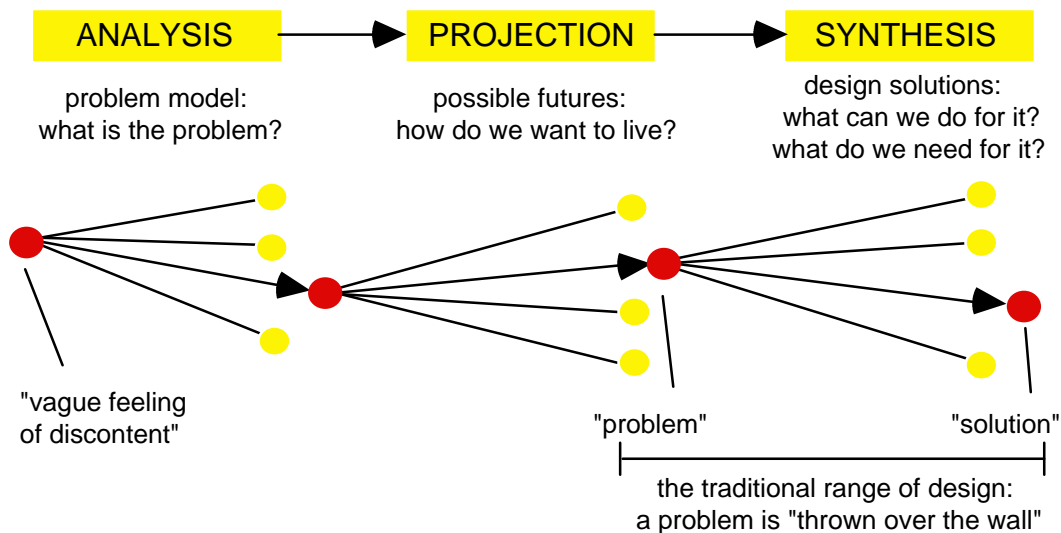 ANALYSIS
PROJECTION
SYNTHESIS
problem model:
what is the problem?
possible futures:
how do we want to live?
design solutions:
what can we do for it?
what do we need for it?
"vague feeling
of discontent"
"problem"
"solution"
the traditional range of design:
a problem is "thrown over the wall"